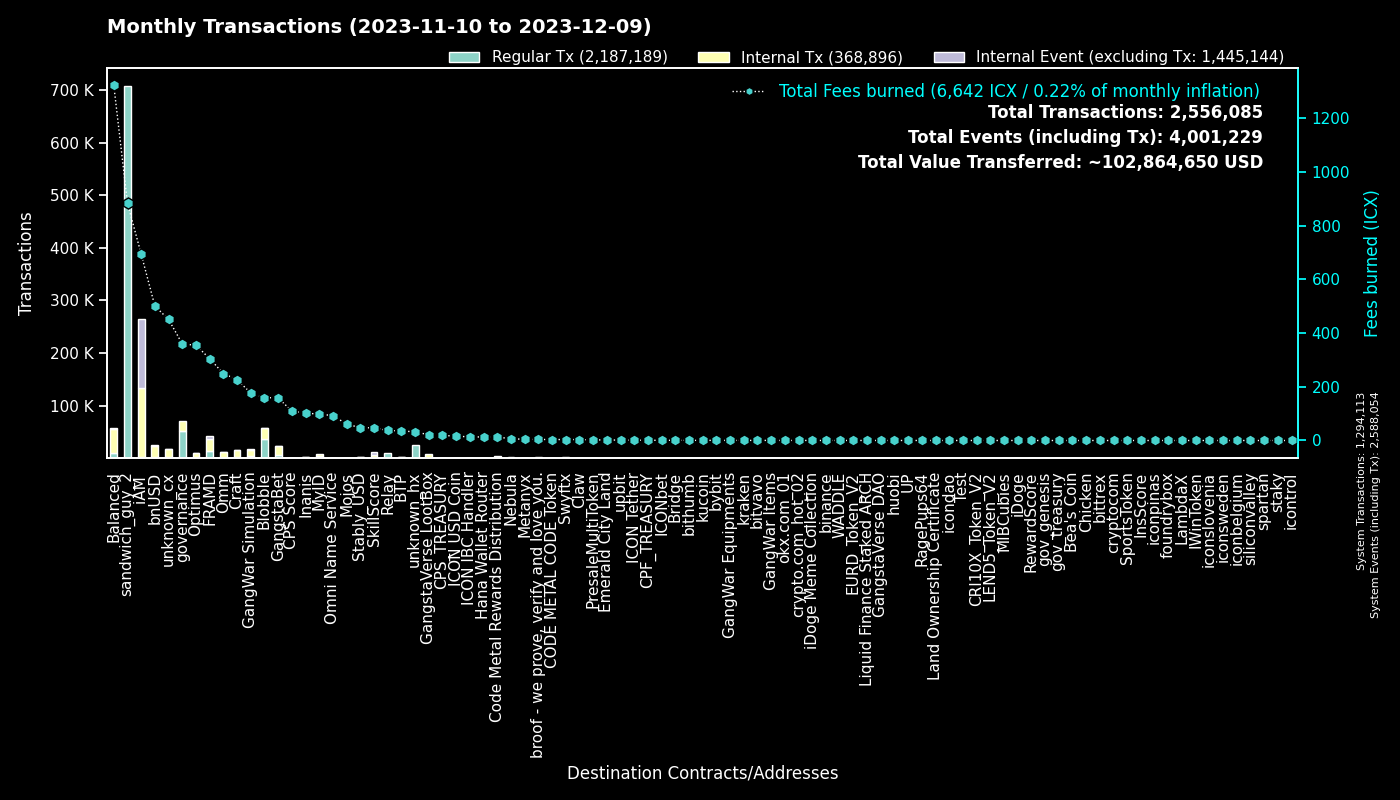 Monthly Transactions (2023-11-10 to 2023-12-09)
Regular Tx (2,187,189)
Internal Tx (368,896)
Internal Event (excluding Tx: 1,445,144)
Total Fees burned (6,642 ICX / 0.22% of monthly inflation)
Total Transactions: 2,556,085
Total Events (including Tx): 4,001,229
Total Value Transferred: ~102,864,650 USD
Transactions
700 K
600 K
500 K
400 K
300 K
200 K
100 K
1200
1000
800
600
400
200
0
Fees burned (ICX)
System Transactions: 1,294,113
System Events (including Tx): 2,588,054
Balanced
sandwich_guy_2
IAM
bnUSD
unknown_cx
governance
Optimus
FRAMD
Omm
Craft
GangWar Simulation
Blobble
GangstaBet
CPS Score
Inanis
MyID
Omni Name Service
Mojos
Stably_USD
SkillScore
Relay
BTP
unknown_hx
GangstaVerse LootBox
CPS_TREASURY
ICON_USD_Coin
ICON IBC Handler
Hana Wallet Router
Code Metal Rewards Distribution
Nebula
Metanyx
broof - we prove, verify and love you.
CODE METAL CODE Token
Swyftx
Claw
PresaleMultiToken
Emerald City Land
upbit
ICON_Tether
CPF_TREASURY
ICONbet
Bridge
bithumb
kucoin
bybit
GangWar Equipments
kraken
bitvavo
GangWar Items
okx.com_01
crypto.com_hot_02
iDoge Meme Collection
binance
WADDLE
EURD_Token_V2
Liquid Finance Staked ARCH
GangstaVerse DAO
huobi
UP
RagePups64
Land Ownership Certificate
icondao
Test
CRI10X_Token_V2
LEND5_Token_V2
MIBCubies
iDoge
RewardScore
gov_genesis
gov_treasury
Bea's Coin
Chicken
bittrex
cryptocom
SportsToken
InsScore
iconpinas
foundrybox
LambdaX
IWinToken
iconslovenia
iconsweden
iconbelgium
siliconvalley
spartan
staky
icontrol
Destination Contracts/Addresses